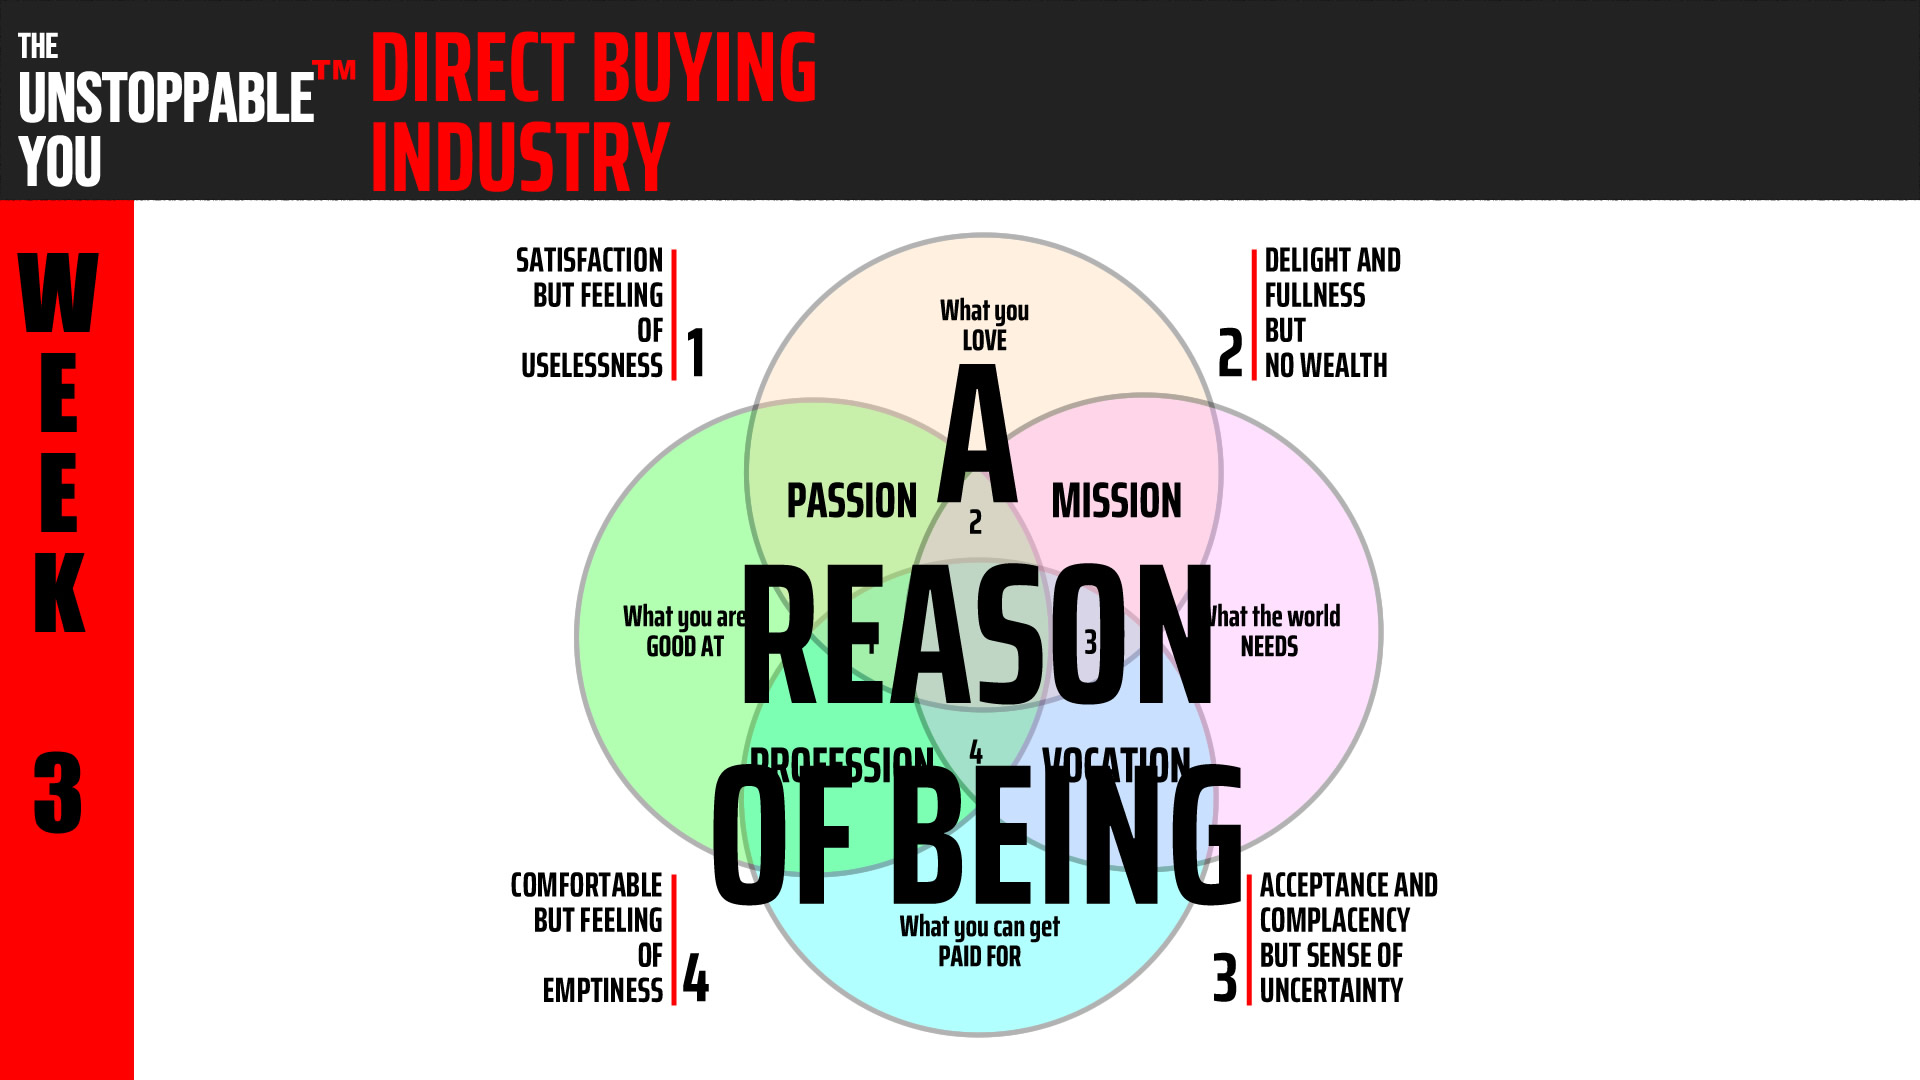 THE
UNSTOPPABLE™
YOU
DIRECT BUYING
INDUSTRY
W
E
E
K
3
SATISFACTION
BUT FEELING
OF
USELESSNESS
1
2
DELIGHT AND
FULLNESS
BUT
NO WEALTH
What you
LOVE
A
PASSION
MISSION
2
What you are
GOOD AT
REASON
3
What the world
NEEDS
PROFESSION
4
VOCATION
OF BEING
What you can get
PAID FOR
COMFORTABLE
BUT FEELING
OF
EMPTINESS
4
3
ACCEPTANCE AND
COMPLACENCY
BUT SENSE OF
UNCERTAINTY